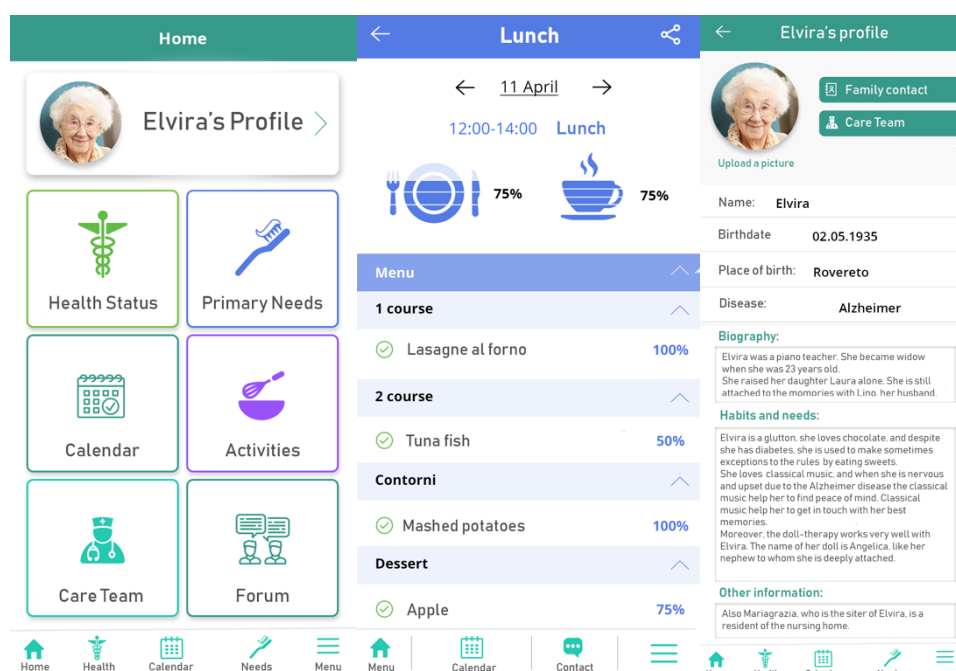 Home
Elvira's Profile
Health Status
Primary Needs
Calendar
Activities
Care Team
Forum
Home Health Calendar Needs Menu
Lunch
11 April
12:00-14:00 Lunch
75% 75%
Menu
1 course
Lasagne al forno 100%
2 course
Tuna fish 50%
Contorni
Mashed potatoes 100%
Dessert
Apple 75%
Menu Calendar Contact
Elvira's profile
Family contact
Care Team
Upload a picture
Name: Elvira
Birthdate 02.05.1935
Place of birth: Rovereto
Disease: Alzheimer
Biography:
Elvira was a piano teacher. She became widow
when she was 23 years old.
She raised her daughter Laura alone. She is still
attached to the momories with Lino, her husband.
Habits and needs:
Elvira is a glutton, she loves chocolate, and despite
she has diabetes, she is used to make sometimes
exceptions to the rules by eating sweets.
She loves classical music, and when she is nervous
and upset due to the Alzheimer disease the classical
music help her to find peace of mind. Classical
music help her to get in touch with her best
memories.
Moreover, the doll-therapy works very well with
Elvira. The name of her doll is Angelica, like her
nephew to whom she is deeply attached.
Other information:
Also Mariagrazia, who is the siter of Elvira, is a
resident of the nursing home.